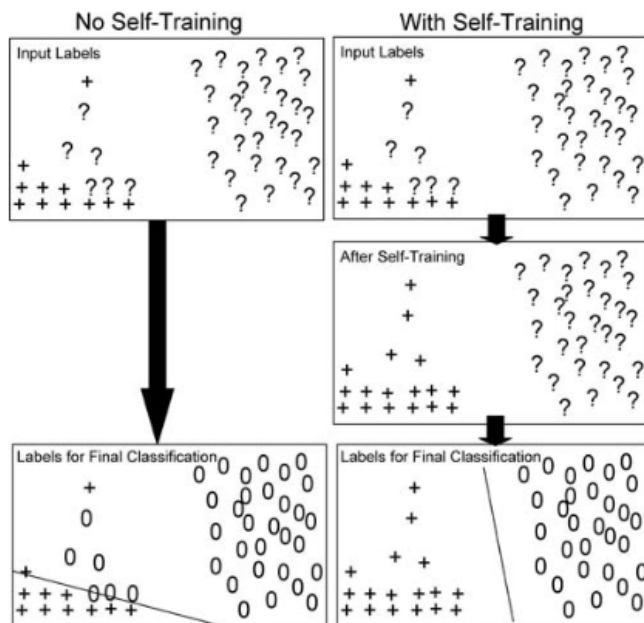 No Self-Training
With Self-Training
Input Labels
Input Labels
After Self-Training
Labels for Final Classification
Labels for Final Classification